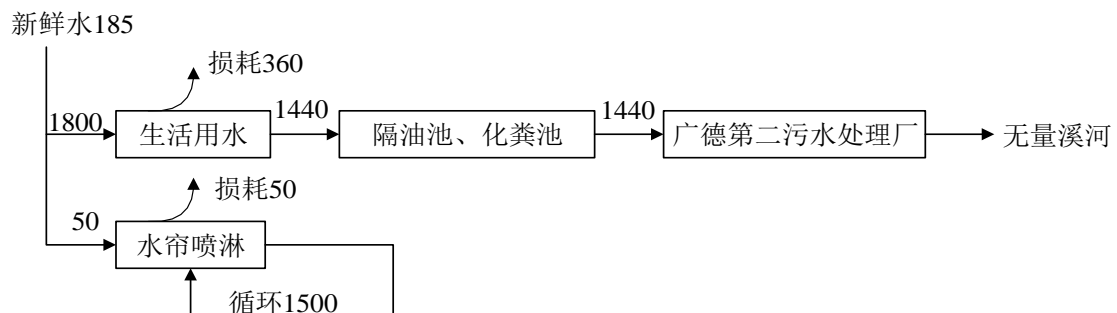 新鲜水185
损耗360
1800
生活用水
1440
隔油池、化粪池
1440
广德第二污水处理厂
无量溪河
损耗50
50
水帘喷淋
循环1500